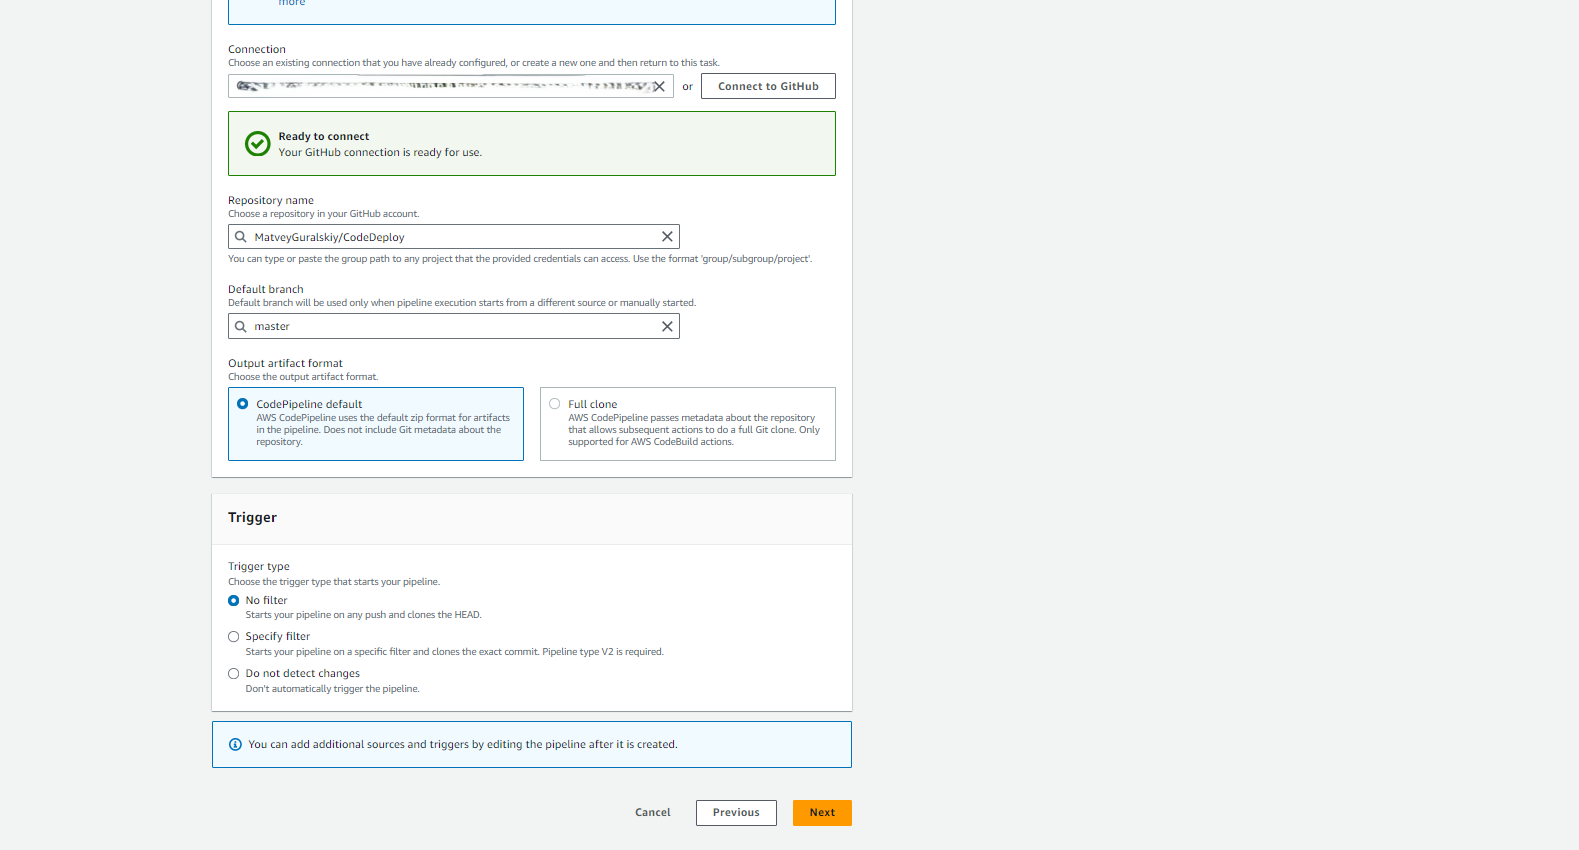 more
Connection
Choose an existing connection that you have already configured, or create a new one and then return to this task.
or
Connect to GitHub
Ready to connect
Your GitHub connection is ready for use.
Repository name
Choose a repository in your GitHub account.
MatveyGuralskiy/CodeDeploy
You can type or paste the group path to any project that the provided credentials can access. Use the format 'group/subgroup/project'.
Default branch
Default branch will be used only when pipeline execution starts from a different source or manually started.
master
Output artifact format
Choose the output artifact format.
CodePipeline default
AWS CodePipeline uses the default zip format for artifacts
in the pipeline. Does not include Git metadata about the
repository.
Full clone
AWS CodePipeline passes metadata about the repository
that allows subsequent actions to do a full Git clone. Only
supported for AWS CodeBuild actions.
Trigger
Trigger type
Choose the trigger type that starts your pipeline.
No filter
Starts your pipeline on any push and clones the HEAD.
Specify filter
Starts your pipeline on a specific filter and clones the exact commit. Pipeline type V2 is required.
Do not detect changes
Don't automatically trigger the pipeline.
You can add additional sources and triggers by editing the pipeline after it is created.
Cancel
Previous
Next